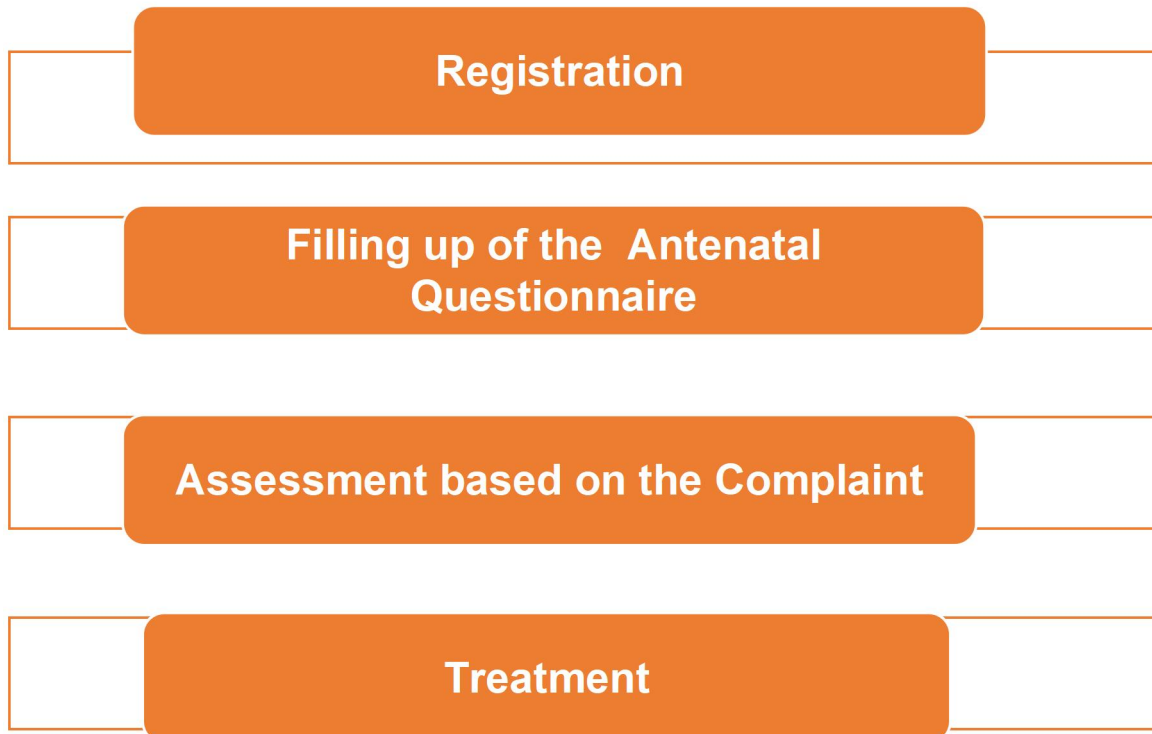 Registration
Filling up of the  Antenatal
Questionnaire
Assessment based on the Complaint
Treatment